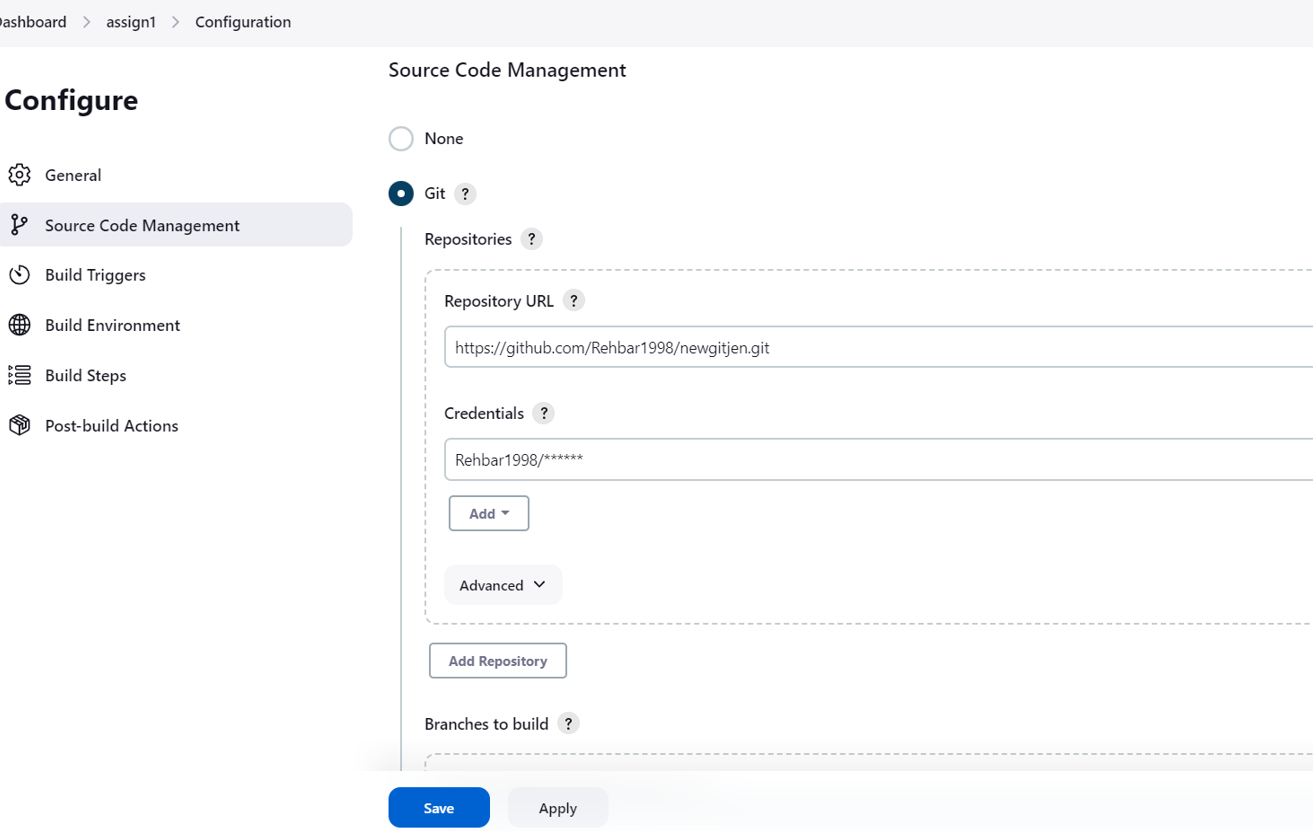 ashboard > assign1 > Configuration
Configure
General
Source Code Management
Build Triggers
Build Environment
Build Steps
Post-build Actions
Source Code Management
None
Git ?
Repositories ?
Repository URL ?
https://github.com/Rehbar1998/newgitjen.git
Credentials ?
Rehbar1998/******
Add
Advanced
Add Repository
Branches to build ?
Save Apply